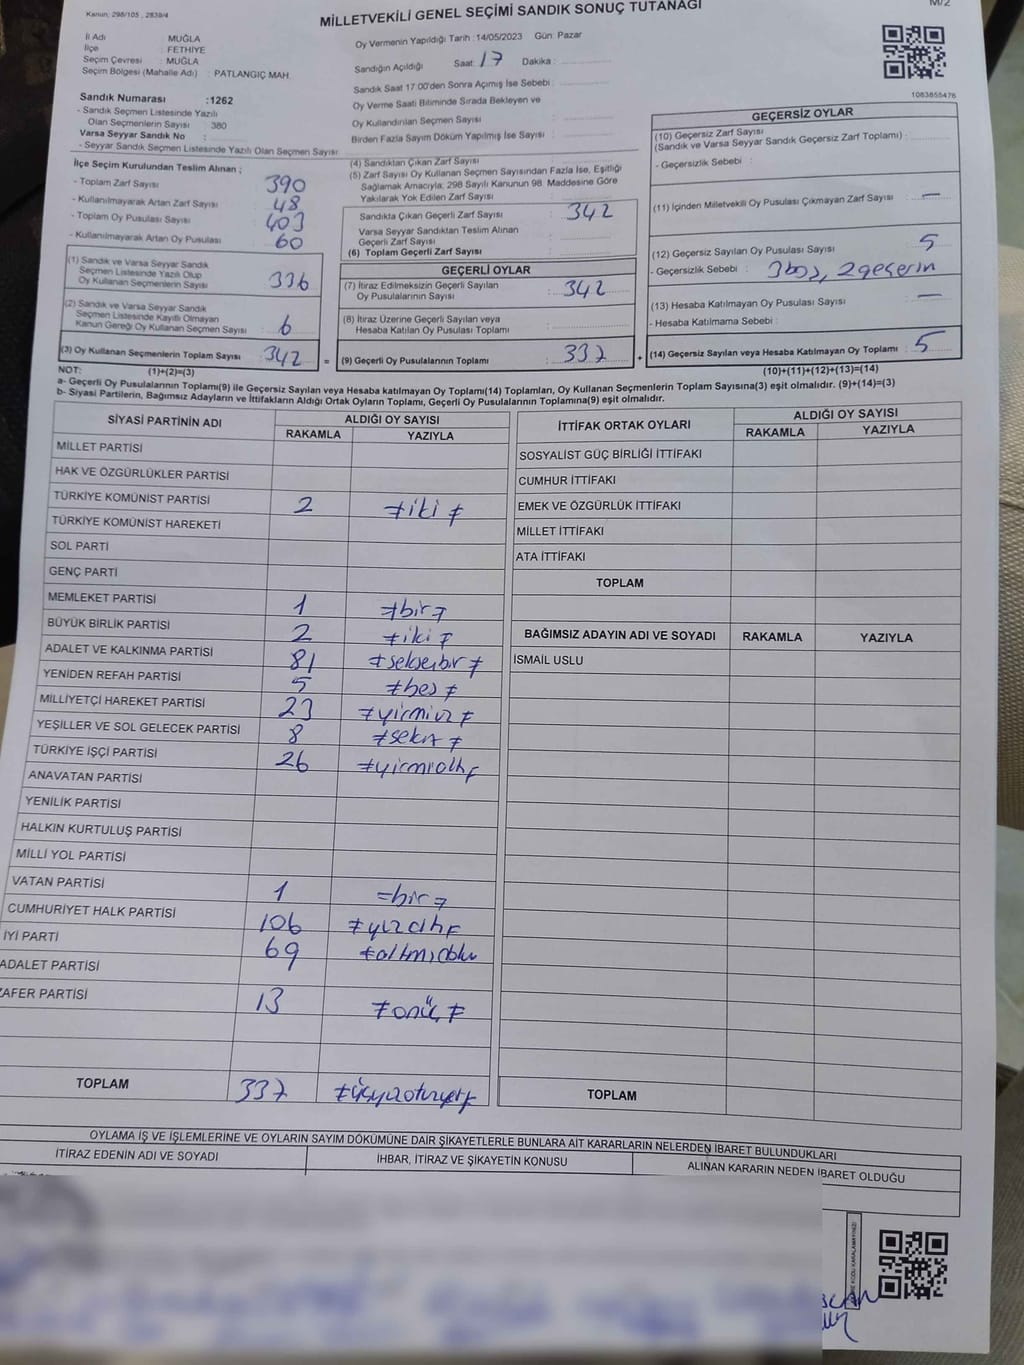 Kanun; 298/105 , 2839/4
M/2
MİLLETVEKİLİ GENEL SEÇİMİ SANDIK SONUÇ TUTANAĞI
İl Adı : MUĞLA
İlçe : FETHİYE
Seçim Çevresi : MUĞLA
Seçim Bölgesi (Mahalle Adı) : PATLANGIÇ MAH.
Sandık Numarası :1262
- Sandık Seçmen Listesinde Yazılı
Olan Seçmenlerin Sayısı : 380
Varsa Seyyar Sandık No :
- Seyyar Sandık Seçmen Listesinde Yazılı Olan Seçmen Sayısı:
Oy Vermenin Yapıldığı Tarih :14/05/2023 Gün: Pazar
Sandığın Açıldığı Saat: 17 Dakika:
Sandık Saat 17.00'den Sonra Açılmış İse Sebebi :
Oy Verme Saati Bitiminde Sırada Bekleyen ve
Oy Kullandırılan Seçmen Sayısı :
Birden Fazla Sayım Döküm Yapılmış İse Sayısı :
1083855478
İlçe Seçim Kurulundan Teslim Alınan ;
- Toplam Zarf Sayısı : 390
- Kullanılmayarak Artan Zarf Sayısı : 48
- Toplam Oy Pusulası Sayısı : 403
- Kullanılmayarak Artan Oy Pusulası : 60
(1) Sandık ve Varsa Seyyar Sandık
Seçmen Listesinde Yazılı Olup
Oy Kullanan Seçmenlerin Sayısı : 336
(2) Sandık ve Varsa Seyyar Sandık
Seçmen Listesinde Kayıtlı Olmayan
Kanun Gereği Oy Kullanan Seçmen Sayısı : 6
(3) Oy Kullanan Seçmenlerin Toplam Sayısı : 342
(4) Sandıktan Çıkan Zarf Sayısı :
(5) Zarf Sayısı Oy Kullanan Seçmen Sayısından Fazla İse, Eşitliği
Sağlamak Amacıyla; 298 Sayılı Kanunun 98. Maddesine Göre
Yakılarak Yok Edilen Zarf Sayısı :
Sandıkta Çıkan Geçerli Zarf Sayısı : 342
Varsa Seyyar Sandıktan Teslim Alınan
Geçerli Zarf Sayısı :
(6) Toplam Geçerli Zarf Sayısı :
GEÇERLİ OYLAR
(7) İtiraz Edilmeksizin Geçerli Sayılan
Oy Pusulalarının Sayısı : 342
(8) İtiraz Üzerine Geçerli Sayılan veya
Hesaba Katılan Oy Pusulası Toplamı :
= (9) Geçerli Oy Pusulalarının Toplamı : 337 +
GEÇERSİZ OYLAR
(10) Geçersiz Zarf Sayısı
(Sandık ve Varsa Seyyar Sandık Geçersiz Zarf Toplamı) :
- Geçersizlik Sebebi :
(11) İçinden Milletvekili Oy Pusulası Çıkmayan Zarf Sayısı : —
(12) Geçersiz Sayılan Oy Pusulası Sayısı : 5
- Geçersizlik Sebebi : 3 boş, 2
(13) Hesaba Katılmayan Oy Pusulası Sayısı : —
- Hesaba Katılmama Sebebi :
(14) Geçersiz Sayılan veya Hesaba Katılmayan Oy Toplamı : 5
NOT: (1)+(2)=(3) (10)+(11)+(12)+(13)=(14)
a- Geçerli Oy Pusulalarının Toplamı(9) ile Geçersiz Sayılan veya Hesaba katılmayan Oy Toplamı(14) Toplamları, Oy Kullanan Seçmenlerin Toplam Sayısına(3) eşit olmalıdır. (9)+(14)=(3)
b- Siyasi Partilerin, Bağımsız Adayların ve İttifakların Aldığı Ortak Oyların Toplamı, Geçerli Oy Pusulalarının Toplamına(9) eşit olmalıdır.
SİYASİ PARTİNİN ADI ALDIĞI OY SAYISI
RAKAMLA YAZIYLA
MİLLET PARTİSİ
HAK VE ÖZGÜRLÜKLER PARTİSİ
TÜRKİYE KOMÜNİST PARTİSİ 2 iki
TÜRKİYE KOMÜNİST HAREKETİ
SOL PARTİ
GENÇ PARTİ
MEMLEKET PARTİSİ 1 bir
BÜYÜK BİRLİK PARTİSİ 2 iki
ADALET VE KALKINMA PARTİSİ 81 seksenbir
YENİDEN REFAH PARTİSİ 5 beş
MİLLİYETÇİ HAREKET PARTİSİ 23 yirmiüç
YEŞİLLER VE SOL GELECEK PARTİSİ 8 sekiz
TÜRKİYE İŞÇİ PARTİSİ 26 yirmialtı
ANAVATAN PARTİSİ
YENİLİK PARTİSİ
HALKIN KURTULUŞ PARTİSİ
MİLLİ YOL PARTİSİ
VATAN PARTİSİ 1 bir
CUMHURİYET HALK PARTİSİ 106 yüzaltı
İYİ PARTİ 69 altmışdokuz
ADALET PARTİSİ
ZAFER PARTİSİ 13 onüç
TOPLAM 337 üçyüzotuzyedi
İTTİFAK ORTAK OYLARI ALDIĞI OY SAYISI
RAKAMLA YAZIYLA
SOSYALİST GÜÇ BİRLİĞİ İTTİFAKI
CUMHUR İTTİFAKI
EMEK VE ÖZGÜRLÜK İTTİFAKI
MİLLET İTTİFAKI
ATA İTTİFAKI
TOPLAM
BAĞIMSIZ ADAYIN ADI VE SOYADI RAKAMLA YAZIYLA
İSMAİL USLU
TOPLAM
OYLAMA İŞ VE İŞLEMLERİNE VE OYLARIN SAYIM DÖKÜMÜNE DAİR ŞİKAYETLERLE BUNLARA AİT KARARLARIN NELERDEN İBARET BULUNDUKLARI
İTİRAZ EDENİN ADI VE SOYADI İHBAR, İTİRAZ VE ŞİKAYETİN KONUSU ALINAN KARARIN NEDEN İBARET OLDUĞU